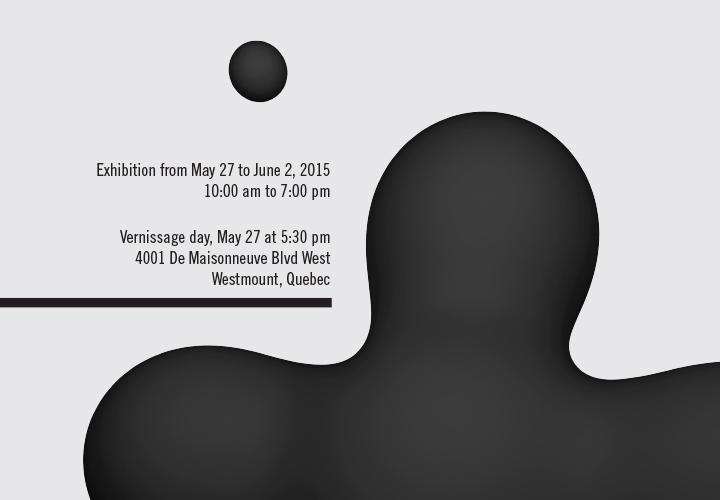 Exhibition from May 27 to June 2, 2015
10:00 am to 7:00 pm
Vernissage day, May 27 at 5:30 pm
4001 De Maisonneuve Blvd West
Westmount, Quebec